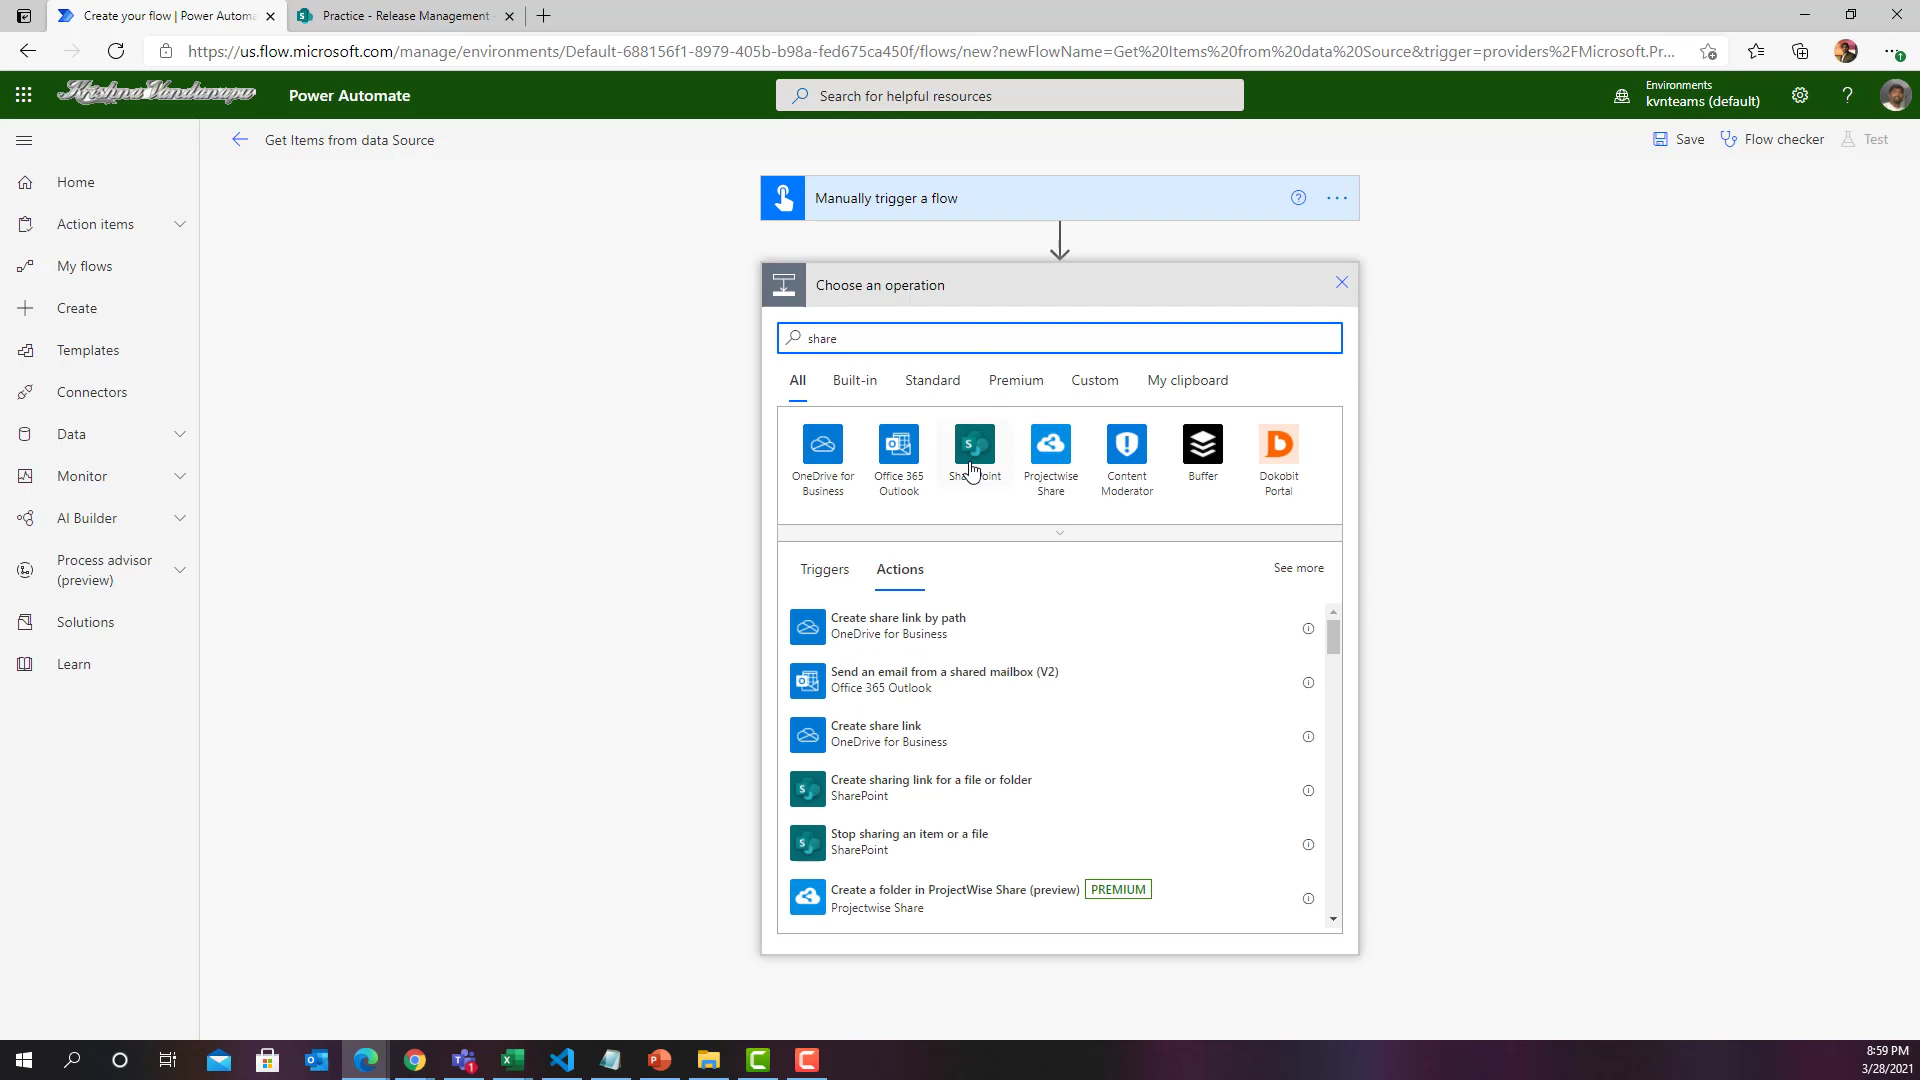 Create your flow | Power Automa
Practice - Release Management -
https://us.flow.microsoft.com/manage/environments/Default-688156f1-8979-405b-b98a-fed675ca450f/flows/new?newFlowName=Get%20Items%20from%20data%20Source&trigger=providers%2FMicrosoft.Pr...
Krishna Vandanapu
Power Automate
Search for helpful resources
Environments
kvnteams (default)
Get Items from data Source
Save
Flow checker
Test
Home
Action items
My flows
Create
Templates
Connectors
Data
Monitor
AI Builder
Process advisor
(preview)
Solutions
Learn
Manually trigger a flow
Choose an operation
share
All
Built-in
Standard
Premium
Custom
My clipboard
OneDrive for
Business
Office 365
Outlook
SharePoint
Projectwise
Share
Content
Moderator
Buffer
Dokobit
Portal
Triggers
Actions
See more
Create share link by path
OneDrive for Business
Send an email from a shared mailbox (V2)
Office 365 Outlook
Create share link
OneDrive for Business
Create sharing link for a file or folder
SharePoint
Stop sharing an item or a file
SharePoint
Create a folder in ProjectWise Share (preview) PREMIUM
Projectwise Share
8:59 PM
3/28/2021